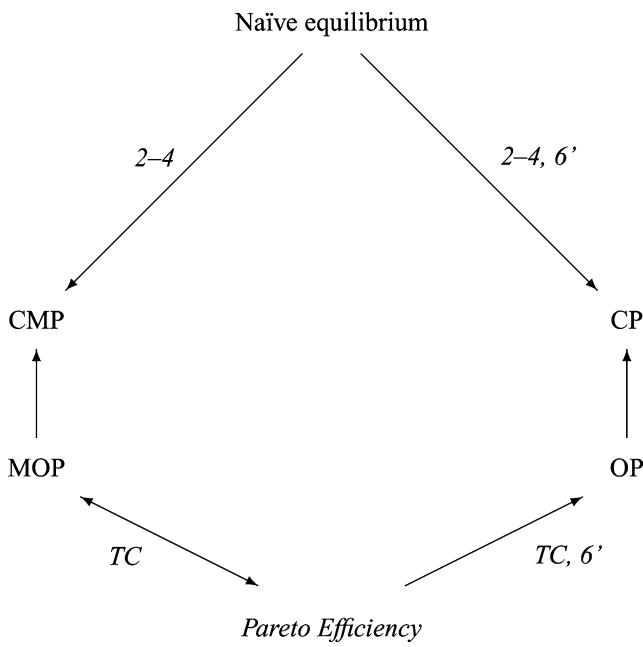 Naïve equilibrium
2–4
2–4, 6’
CMP
CP
MOP
OP
TC
TC, 6’
Pareto Efficiency